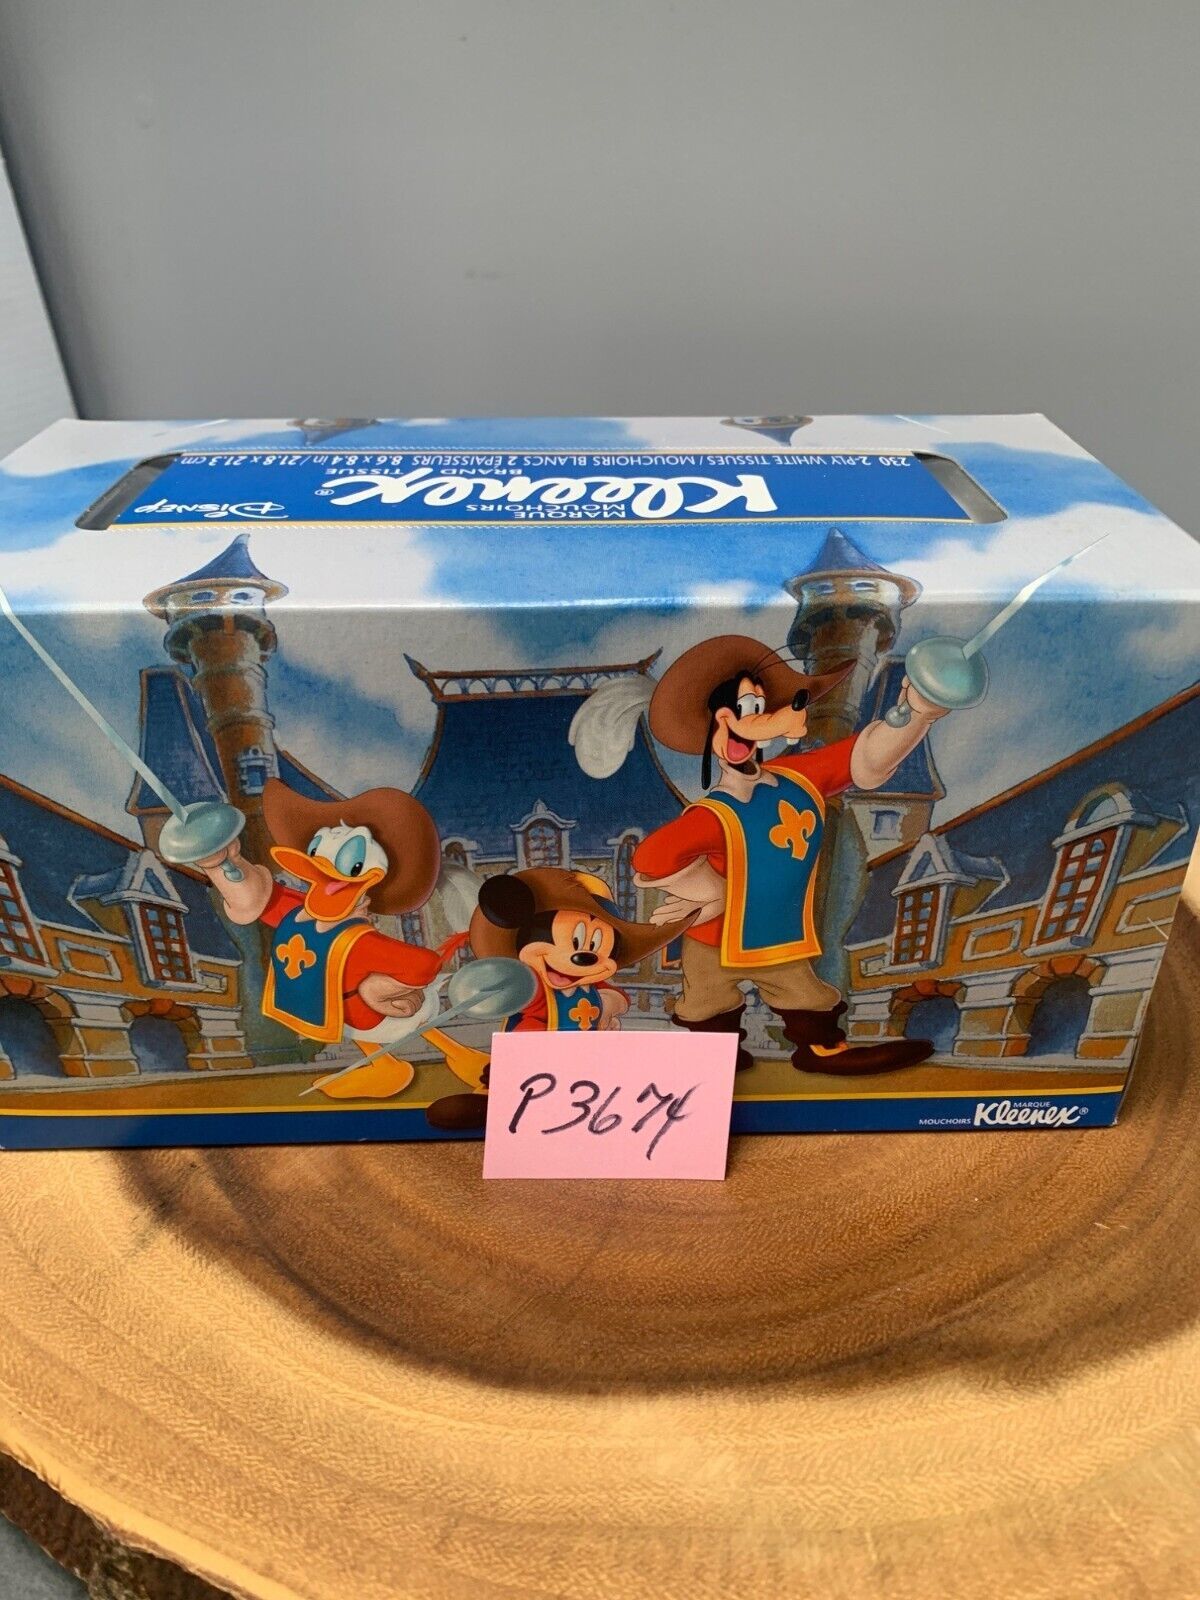 230 2-PLY WHITE TISSUES / MOUCHOIRS BLANCS 2 ÉPAISSEURS 8.6 x 8.4 in / 21.8 x 21.3 cm
BRAND TISSUE
Kleenex®
MOUCHOIRS
MARQUE
Disney
P3674
MOUCHOIRS Kleenex®
MARQUE